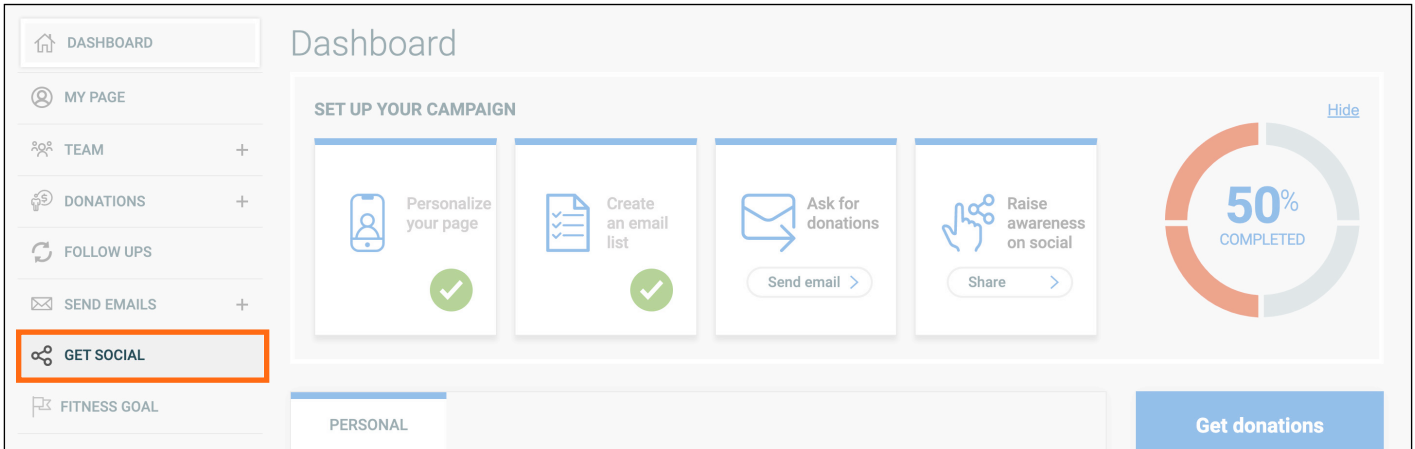 DASHBOARD
MY PAGE
TEAM +
DONATIONS +
FOLLOW UPS
SEND EMAILS +
GET SOCIAL
FITNESS GOAL
Dashboard
SET UP YOUR CAMPAIGN
Hide
Personalize
your page
Create
an email
list
Ask for
donations
Send email >
Raise
awareness
on social
Share >
50%
COMPLETED
PERSONAL
Get donations